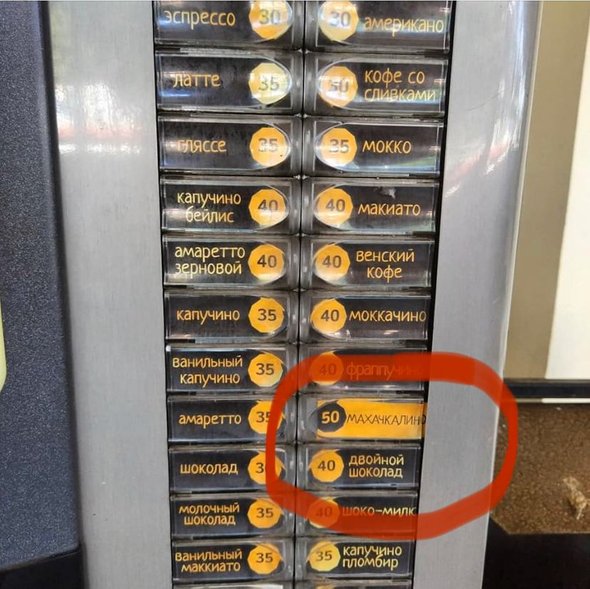 эспрессо 30
30 американо
латте 35
50 кофе со
сливками
гляссе 35
35 мокко
капучино
бейлис 40
40 макиато
амаретто
зерновой 40
40 венский
кофе
капучино 35
40 моккачино
ванильный
капучино 35
40 фраппучино
амаретто 35
50 махачкалино
шоколад
40 двойной
шоколад
молочный
шоколад 35
40 шоко-милк
ванильный
маккиато 35
35 капучино
пломбир